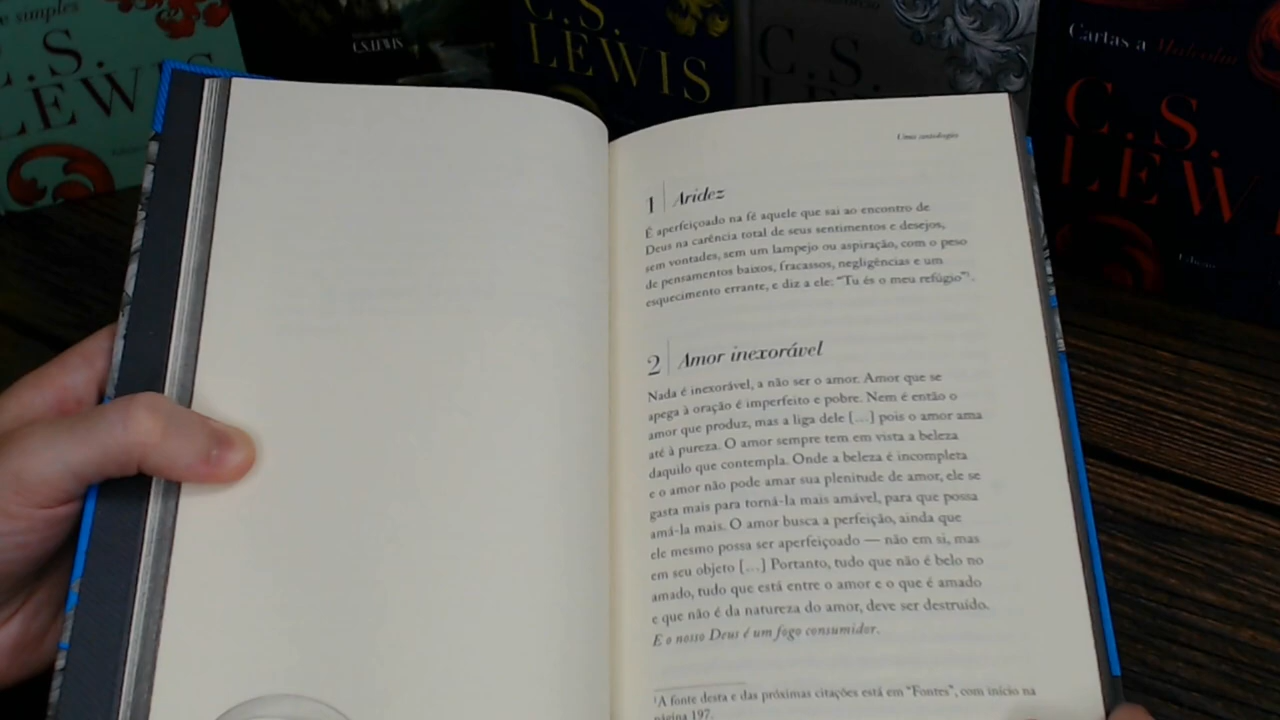 e simples
C.S.
LEWIS
C.S. LEWIS
C.S.
LEWIS
C.S.
LEWIS
Cartas a Malcolm
C.S.
LEWI
Uma antologia
1 | Aridez
É aperfeiçoado na fé aquele que sai ao encontro de
Deus na carência total de seus sentimentos e desejos,
sem vontades, sem um lampejo ou aspiração, com o peso
de pensamentos baixos, fracassos, negligências e um
esquecimento errante, e diz a ele: “Tu és o meu refúgio”¹.
2 | Amor inexorável
Nada é inexorável, a não ser o amor. Amor que se
apega à oração é imperfeito e pobre. Nem é então o
amor que produz, mas a liga dele […] pois o amor ama
até à pureza. O amor sempre tem em vista a beleza
daquilo que contempla. Onde a beleza é incompleta
e o amor não pode amar sua plenitude de amor, ele se
gasta mais para torná-la mais amável, para que possa
amá-la mais. O amor busca a perfeição, ainda que
ele mesmo possa ser aperfeiçoado — não em si, mas
em seu objeto […] Portanto, tudo que não é belo no
amado, tudo que está entre o amor e o que é amado
e que não é da natureza do amor, deve ser destruído.
E o nosso Deus é um fogo consumidor.
¹A fonte desta e das próximas citações está em “Fontes”, com início na
página 197.